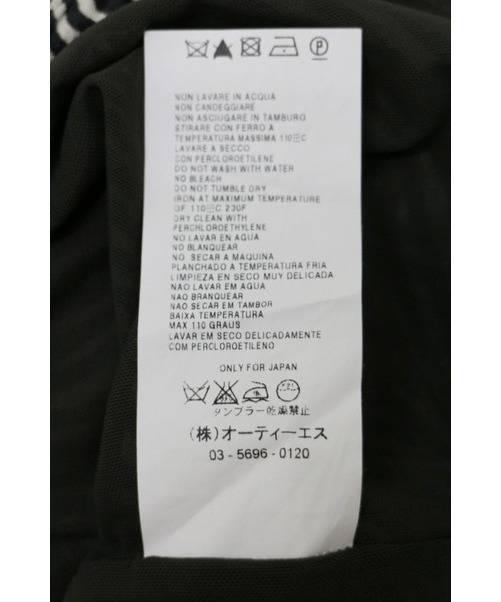 P
NON LAVARE IN ACQUA
NON CANDEGGIARE
NON ASCIUGARE IN TAMBURO
STIRARE CON FERRO A
TEMPERATURA MASSIMA 110 C
LAVARE A SECCO
CON PERCLOROETILENE
DO NOT WASH WITH WATER
NO BLEACH
DO NOT TUMBLE DRY
IRON AT MAXIMUM TEMPERATURE
OF 110 C 230F
DRY CLEAN WITH
PERCHLOROETHYLENE
NO LAVAR EN AGUA
NO BLANQUEAR
NO SECAR A MAQUINA
PLANCHADO A TEMPERATURA FRIA
LIMPIEZA EN SECO MUY DELICADA
NAO LAVAR EM AGUA
NAO BRANQUEAR
NAO SECAR EM TAMBOR
BAIXA TEMPERATURA
MAX 110 GRAUS
LAVAR EM SECO DELICADAMENTE
COM PERCLOROETILENO
ONLY FOR JAPAN
タンブラー乾燥禁止
(株)オーティーエス
03-5696-0120